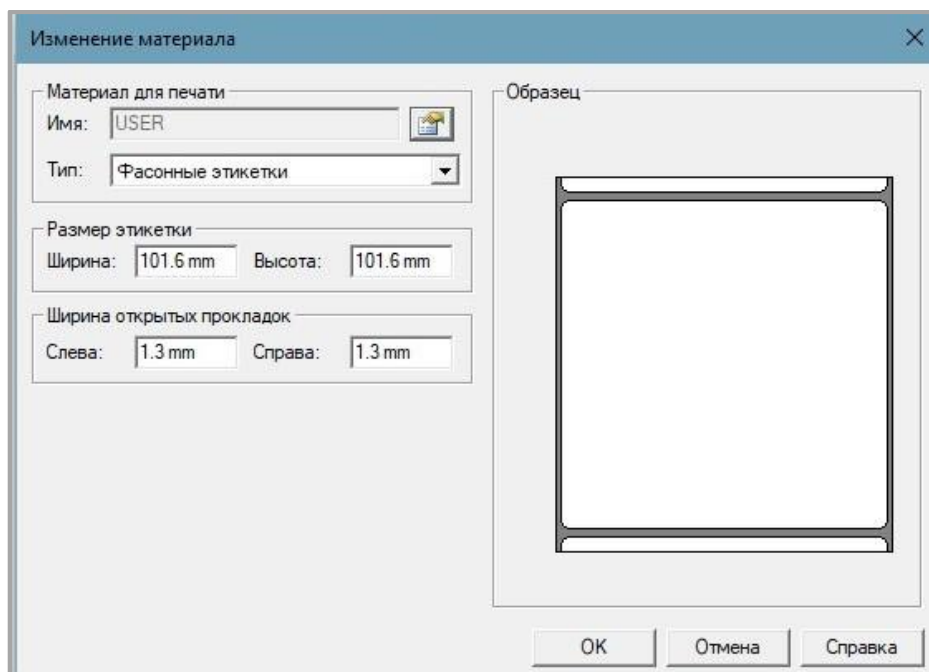 Изменение материала
Материал для печати
Имя: USER
Тип: Фасонные этикетки
Размер этикетки
Ширина: 101.6 mm Высота: 101.6 mm
Ширина открытых прокладок
Слева: 1.3 mm Справа: 1.3 mm
Образец
OK Отмена Справка